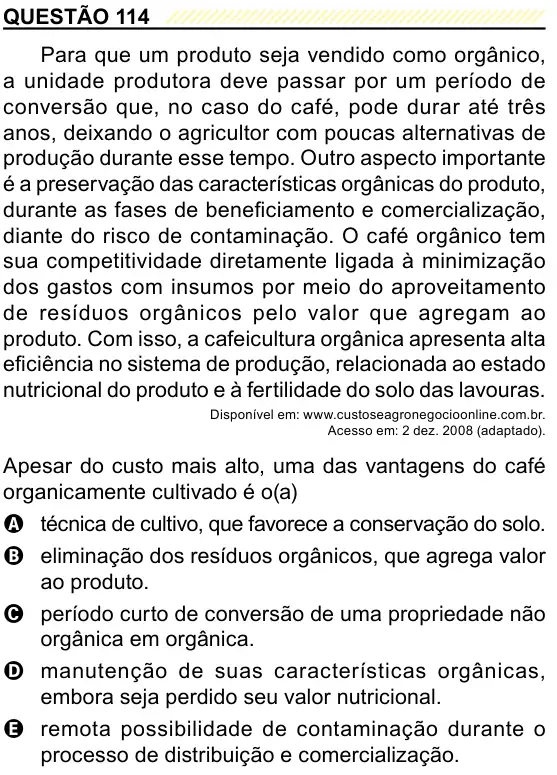 QUESTÃO 114
Para que um produto seja vendido como orgânico,
a unidade produtora deve passar por um período de
conversão que, no caso do café, pode durar até três
anos, deixando o agricultor com poucas alternativas de
produção durante esse tempo. Outro aspecto importante
é a preservação das características orgânicas do produto,
durante as fases de beneficiamento e comercialização,
diante do risco de contaminação. O café orgânico tem
sua competitividade diretamente ligada à minimização
dos gastos com insumos por meio do aproveitamento
de resíduos orgânicos pelo valor que agregam ao
produto. Com isso, a cafeicultura orgânica apresenta alta
eficiência no sistema de produção, relacionada ao estado
nutricional do produto e à fertilidade do solo das lavouras.
Disponível em: www.custoseagronegocioonline.com.br.
Acesso em: 2 dez. 2008 (adaptado).
Apesar do custo mais alto, uma das vantagens do café
organicamente cultivado é o(a)
A técnica de cultivo, que favorece a conservação do solo.
B eliminação dos resíduos orgânicos, que agrega valor
ao produto.
C período curto de conversão de uma propriedade não
orgânica em orgânica.
D manutenção de suas características orgânicas,
embora seja perdido seu valor nutricional.
E remota possibilidade de contaminação durante o
processo de distribuição e comercialização.